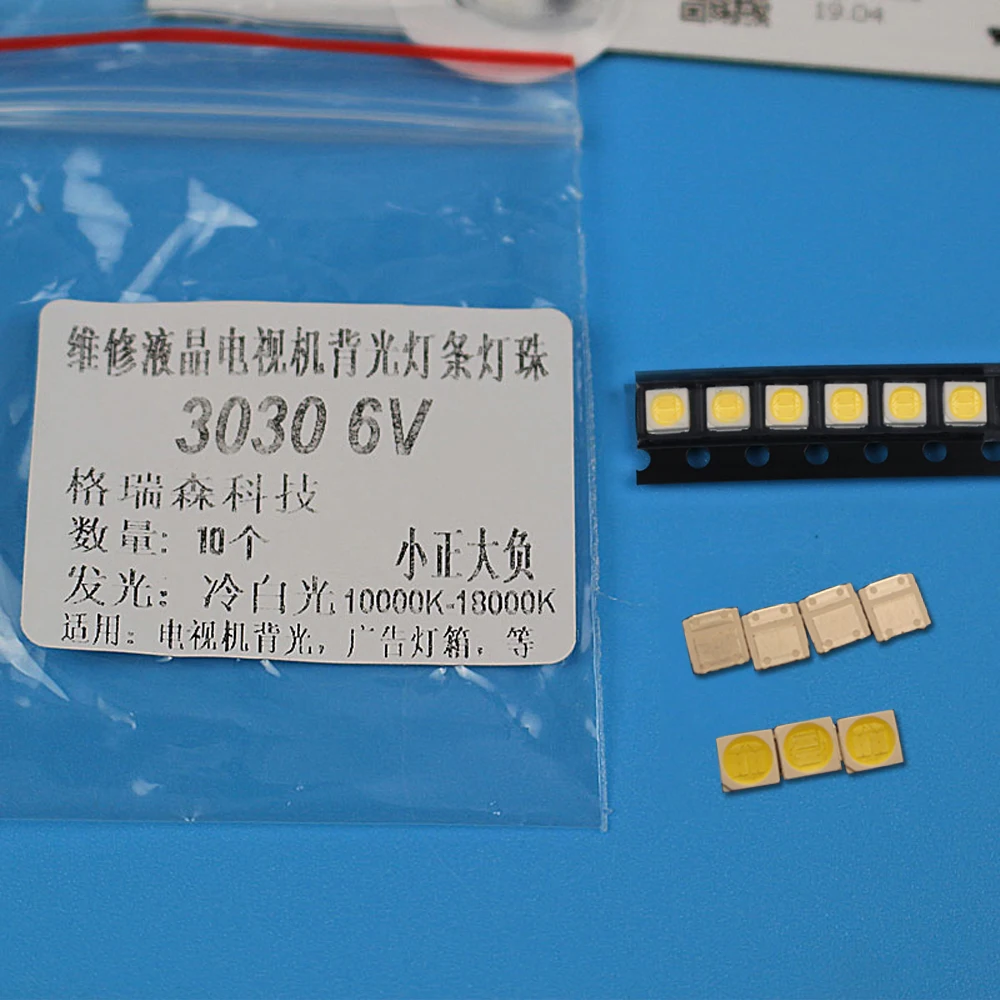 19.04
维修液晶电视机背光灯条灯珠
3030 6V
格瑞森科技
数量：10个
小正大负
发光：冷白光10000K-18000K
适用：电视机背光，广告灯箱，等